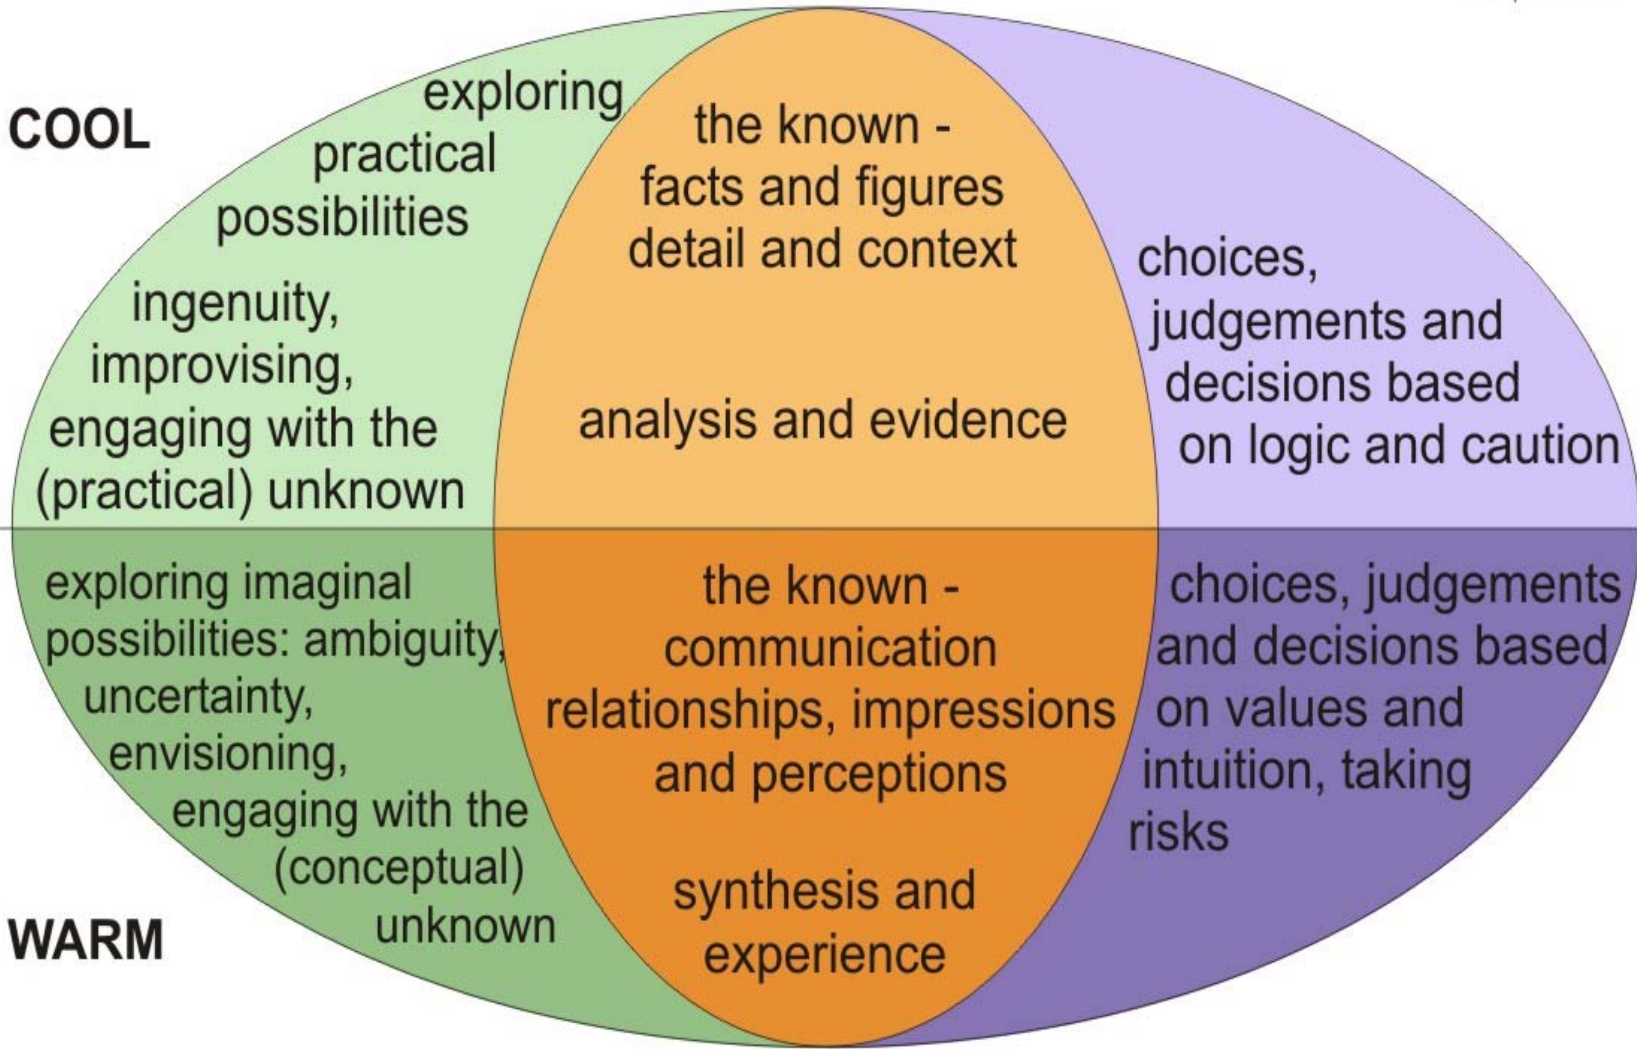 COOL
exploring
practical
possibilities
ingenuity,
improvising,
engaging with the
(practical) unknown
the known -
facts and figures
detail and context
analysis and evidence
choices,
judgements and
decisions based
on logic and caution
exploring imaginal
possibilities: ambiguity,
uncertainty,
envisioning,
engaging with the
(conceptual)
unknown
WARM
the known -
communication
relationships, impressions
and perceptions
synthesis and
experience
choices, judgements
and decisions based
on values and
intuition, taking
risks